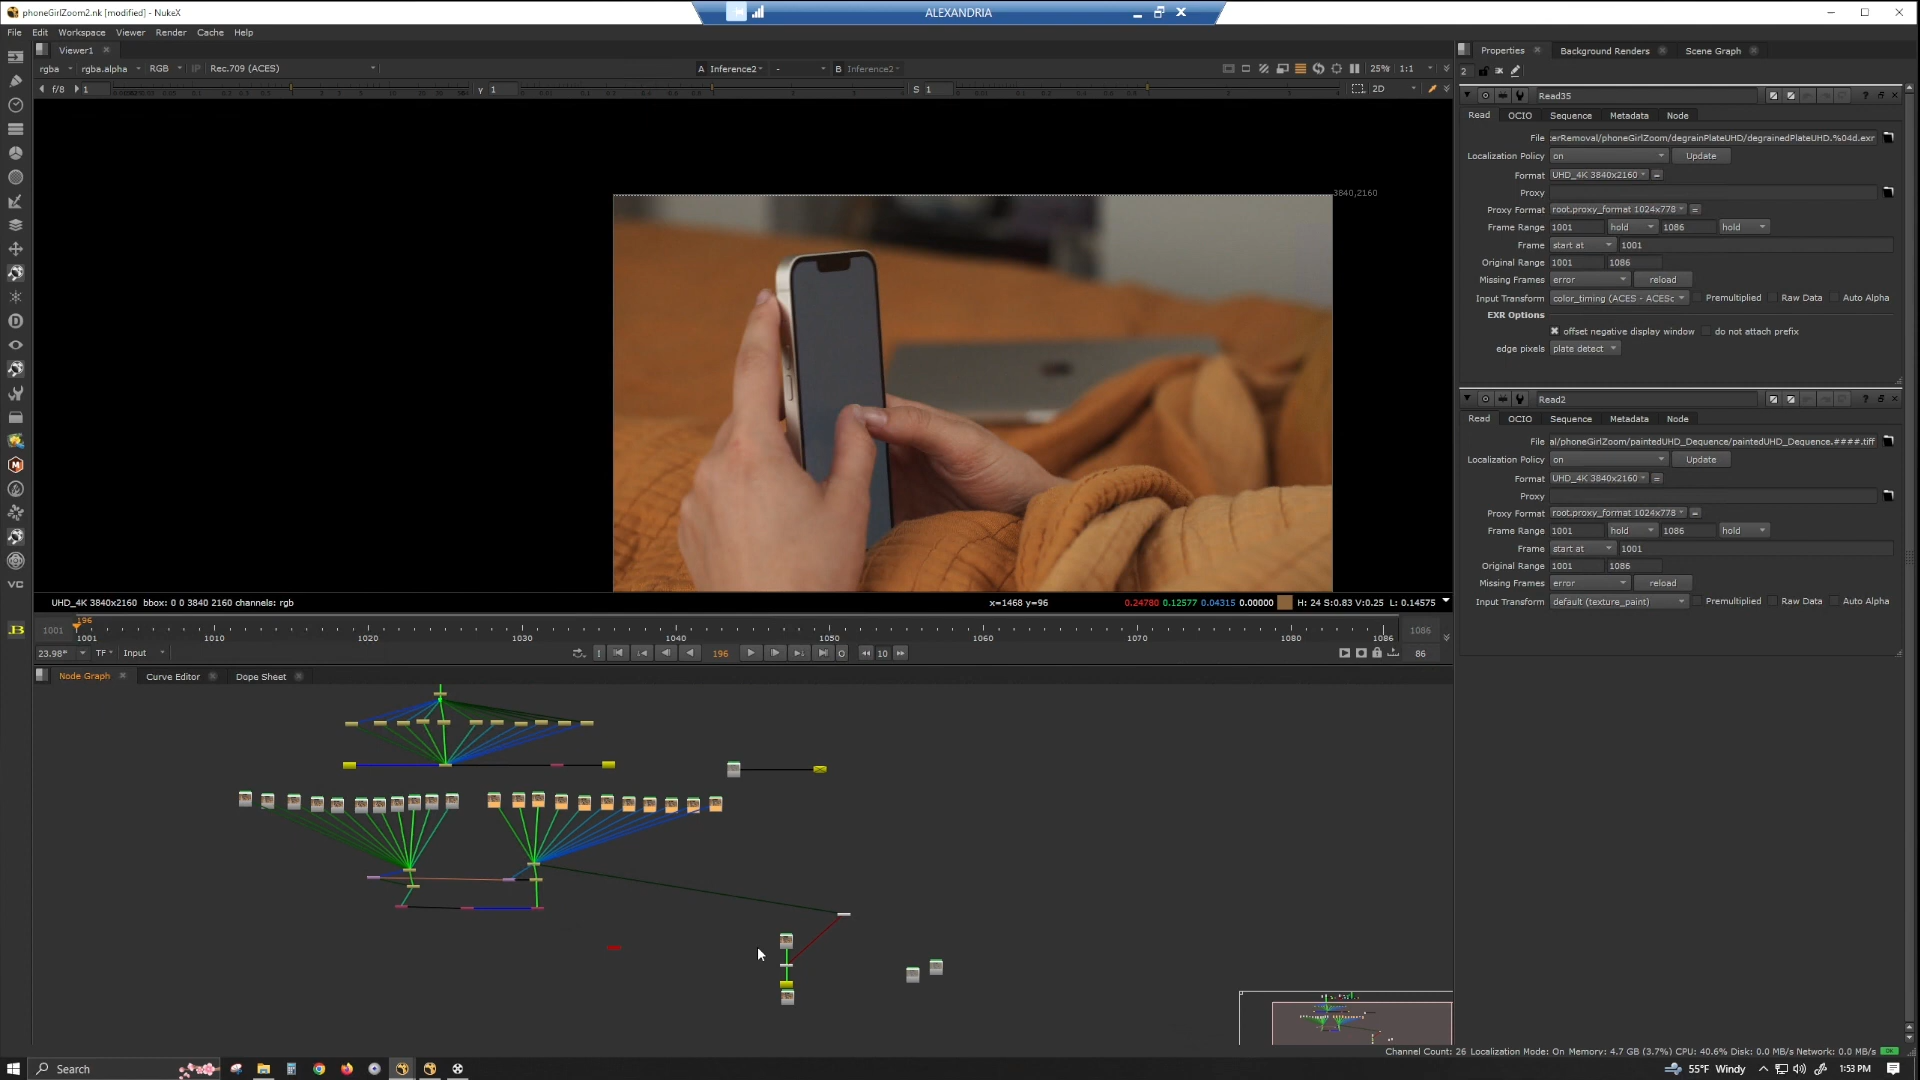 phoneGirlZoom2.nk [modified] - NukeX
ALEXANDRIA
File Edit Workspace Viewer Render Cache Help
Viewer1
rgba rgba.alpha RGB IP Rec.709 (ACES) A Inference2 - B Inference2 25% 1:1
f/8 1 γ 1 S 1 2D
3840,2160
UHD_4K 3840x2160 bbox: 0 0 3840 2160 channels: rgb x=1468 y=96 0.24780 0.12577 0.04315 0.00000 H: 24 S:0.83 V:0.25 L: 0.14575
196
1001 1001 1010 1020 1030 1040 1050 1060 1070 1080 1086 1086
23.98* TF Input 196 10 86
Node Graph Curve Editor Dope Sheet
Properties Background Renders Scene Graph
2
Read35
Read OCIO Sequence Metadata Node
File :erRemoval/phoneGirlZoom/degrainPlateUHD/degrainedPlateUHD.%04d.exr
Localization Policy on Update
Format UHD_4K 3840x2160 =
Proxy
Proxy Format root.proxy_format 1024x778 =
Frame Range 1001 hold 1086 hold
Frame start at 1001
Original Range 1001 1086
Missing Frames error reload
Input Transform color_timing (ACES - ACESc Premultiplied Raw Data Auto Alpha
EXR Options
offset negative display window do not attach prefix
edge pixels plate detect
Read2
Read OCIO Sequence Metadata Node
File al/phoneGirlZoom/paintedUHD_Dequence/paintedUHD_Dequence.####.tiff
Localization Policy on Update
Format UHD_4K 3840x2160 =
Proxy
Proxy Format root.proxy_format 1024x778 =
Frame Range 1001 hold 1086 hold
Frame start at 1001
Original Range 1001 1086
Missing Frames error reload
Input Transform default (texture_paint) Premultiplied Raw Data Auto Alpha
VC
Channel Count: 26 Localization Mode: On Memory: 4.7 GB (3.7%) CPU: 40.6% Disk: 0.0 MB/s Network: 0.0 MB/s
Search
55°F Windy 1:53 PM